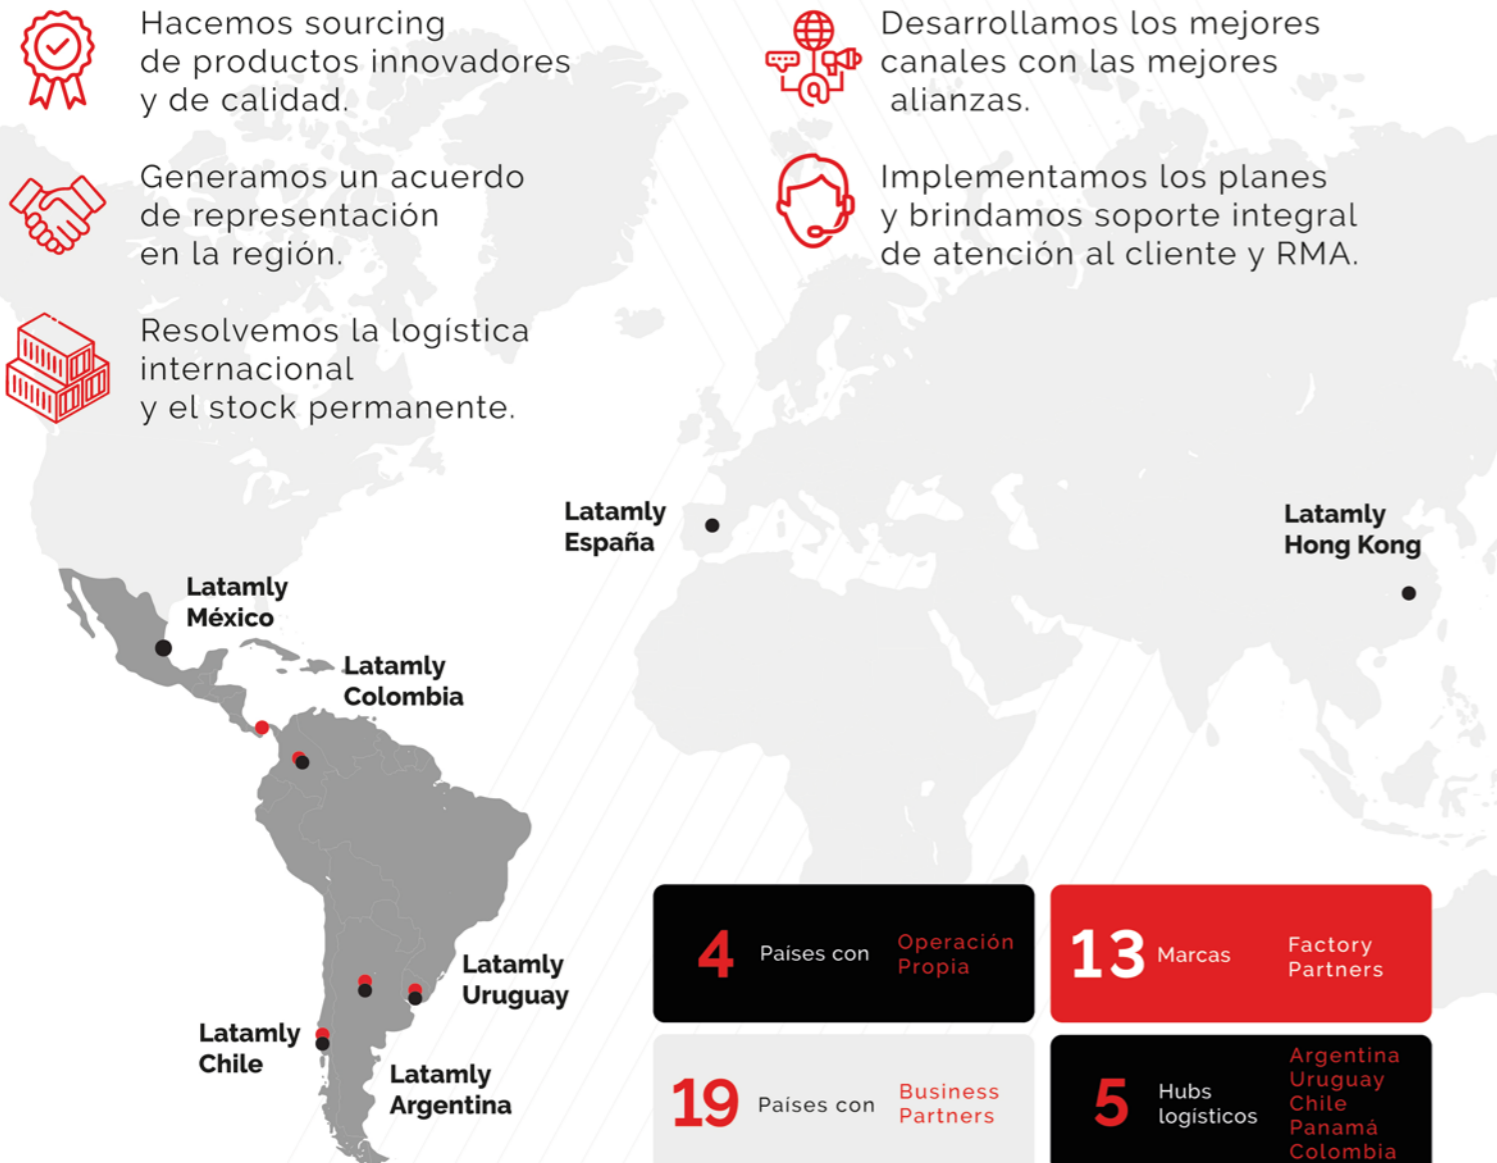 Hacemos sourcing
de productos innovadores
y de calidad.
Generamos un acuerdo
de representación
en la región.
Resolvemos la logística
internacional
y el stock permanente.
Desarrollamos los mejores
canales con las mejores
alianzas.
Implementamos los planes
y brindamos soporte integral
de atención al cliente y RMA.
Latamly
España
Latamly
Hong Kong
Latamly
México
Latamly
Colombia
Latamly
Uruguay
Latamly
Chile
Latamly
Argentina
4 Países con Operación
Propia
13 Marcas Factory
Partners
19 Países con Business
Partners
5 Hubs
logísticos
Argentina
Uruguay
Chile
Panamá
Colombia